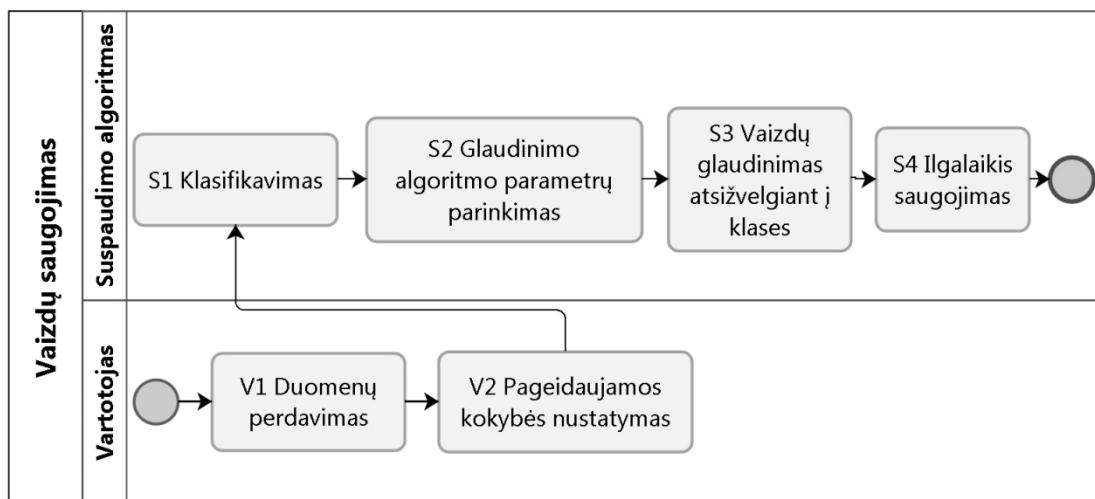 Vaizdų saugojimas
Suspaudimo algoritmas
S1 Klasifikavimas
S2 Glaudinimo
algoritmo parametrų
parinkimas
S3 Vaizdų
glaudinimas
atsižvelgiant į
klases
S4 Ilgalaikis
saugojimas
Vartotojas
V1 Duomenų
perdavimas
V2 Pageidaujamos
kokybės nustatymas